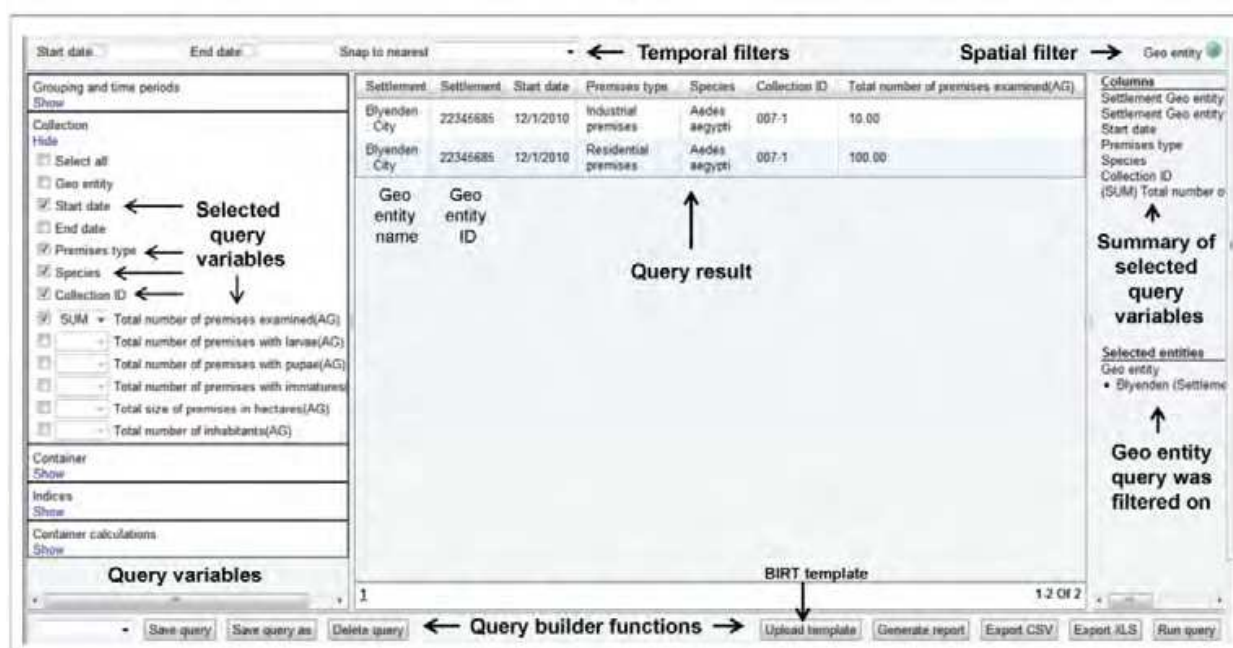 Start date End date Snap to nearest ← Temporal filters Spatial filter → Geo entity
Grouping and time periods
Show
Collection
Hide
Select all
Geo entity
Start date
End date
Premises type
Species
Collection ID
SUM Total number of premises examined(AG)
Total number of premises with larvae(AG)
Total number of premises with pupae(AG)
Total number of premises with immatures(
Total size of premises in hectares(AG)
Total number of inhabitants(AG)
Selected
query
variables
Container
Show
Indices
Show
Container calculations
Show
Query variables
Settlement Settlement Start date Premises type Species Collection ID Total number of premises examined(AG)
Blyenden City 22346685 12/1/2010 Industrial premises Aedes aegypti 007-1 10.00
Blyenden City 22346685 12/1/2010 Residential premises Aedes aegypti 007-1 100.00
Geo entity name
Geo entity ID
Query result
BIRT template
1 1-2 Of 2
Columns
Settlement Geo entity
Settlement Geo entity
Start date
Premises type
Species
Collection ID
(SUM) Total number o
Summary of
selected
query
variables
Selected entities
Geo entity
• Blyenden (Settleme
Geo entity
query was
filtered on
Save query Save query as Delete query ← Query builder functions → Upload template Generate report Export CSV Export XLS Run query